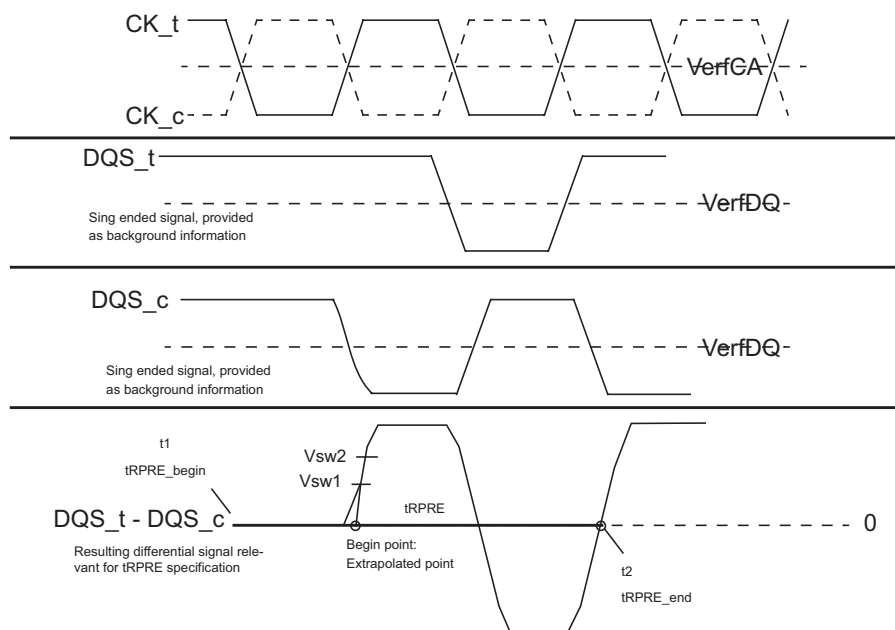 CK_t
VerfCA
CK_c
DQS_t
VerfDQ
Sing ended signal, provided
as background information
DQS_c
VerfDQ
Sing ended signal, provided
as background information
t1
tRPRE_begin
Vsw2
Vsw1
tRPRE
DQS_t - DQS_c
0
Resulting differential signal rele-
vant for tRPRE specification
Begin point:
Extrapolated point
t2
tRPRE_end